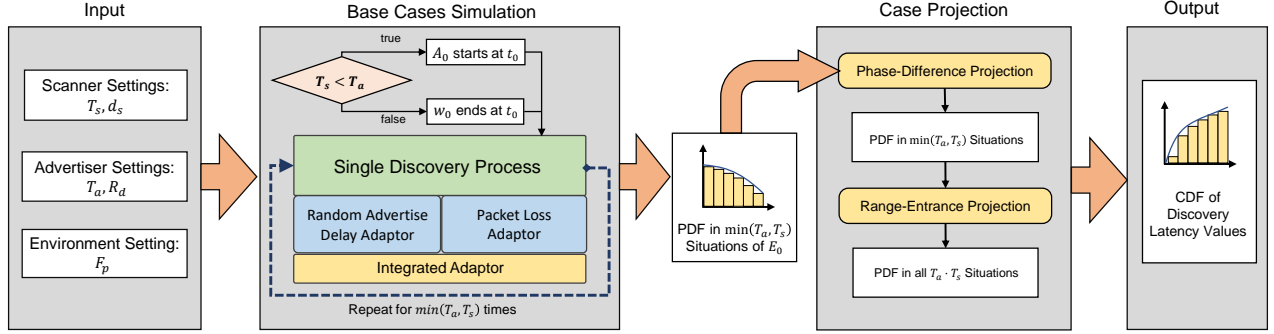 Input
Scanner Settings:
T_s, d_s
Advertiser Settings:
T_a, R_d
Environment Setting:
F_p
Base Cases Simulation
true
T_s < T_a
false
A_0 starts at t_0
w_0 ends at t_0
Single Discovery Process
Random Advertise
Delay Adaptor
Packet Loss
Adaptor
Integrated Adaptor
Repeat for min(T_a, T_s) times
PDF in min(T_a, T_s)
Situations of E_0
Case Projection
Phase-Difference Projection
PDF in min(T_a, T_s) Situations
Range-Entrance Projection
PDF in all T_a · T_s Situations
Output
CDF of
Discovery
Latency Values